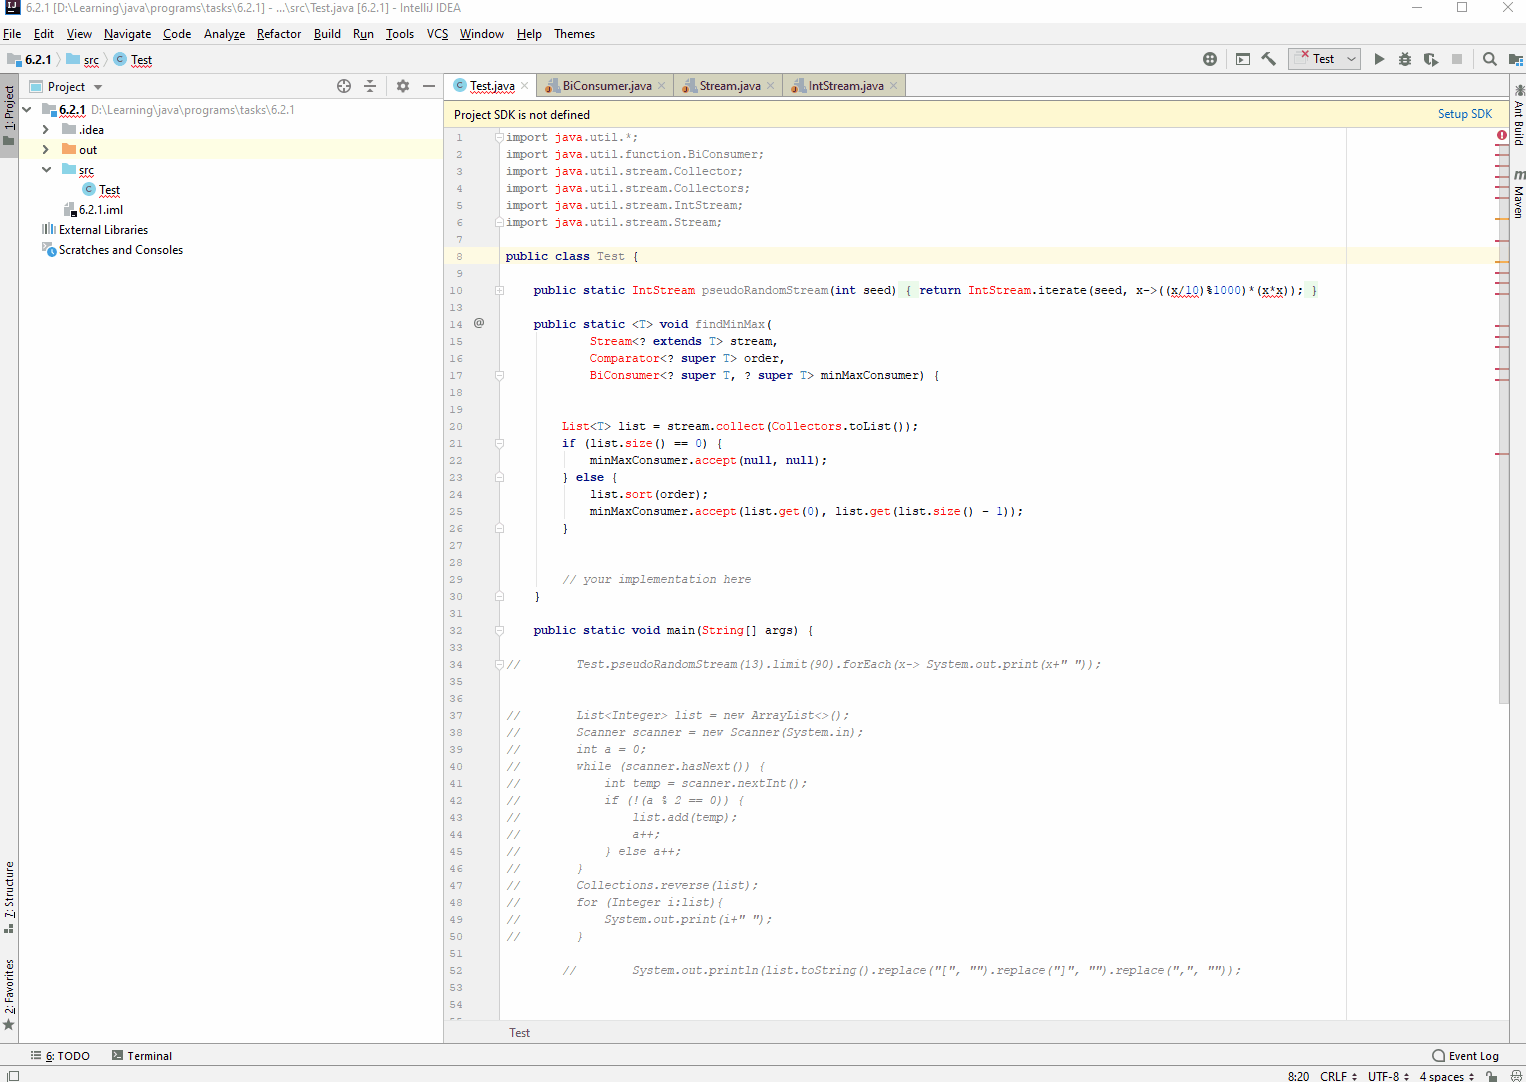 6.2.1 [D:\Learning\java\programs\tasks\6.2.1] - ...\src\Test.java [6.2.1] - IntelliJ IDEA
File Edit View Navigate Code Analyze Refactor Build Run Tools VCS Window Help Themes
6.2.1 src Test
Test
Project
Test.java BiConsumer.java Stream.java IntStream.java
1: Project
6.2.1 D:\Learning\java\programs\tasks\6.2.1
.idea
out
src
Test
6.2.1.iml
External Libraries
Scratches and Consoles
7: Structure
2: Favorites
Project SDK is not defined Setup SDK
1 import java.util.*;
2 import java.util.function.BiConsumer;
3 import java.util.stream.Collector;
4 import java.util.stream.Collectors;
5 import java.util.stream.IntStream;
6 import java.util.stream.Stream;
7
8 public class Test {
9
10 public static IntStream pseudoRandomStream(int seed) { return IntStream.iterate(seed, x->((x/10)%1000)*(x*x)); }
13
14 @ public static <T> void findMinMax(
15 Stream<? extends T> stream,
16 Comparator<? super T> order,
17 BiConsumer<? super T, ? super T> minMaxConsumer) {
18
19
20 List<T> list = stream.collect(Collectors.toList());
21 if (list.size() == 0) {
22 minMaxConsumer.accept(null, null);
23 } else {
24 list.sort(order);
25 minMaxConsumer.accept(list.get(0), list.get(list.size() - 1));
26 }
27
28
29 // your implementation here
30 }
31
32 public static void main(String[] args) {
33
34 // Test.pseudoRandomStream(13).limit(90).forEach(x-> System.out.print(x+" "));
35
36
37 // List<Integer> list = new ArrayList<>();
38 // Scanner scanner = new Scanner(System.in);
39 // int a = 0;
40 // while (scanner.hasNext()) {
41 // int temp = scanner.nextInt();
42 // if (!(a % 2 == 0)) {
43 // list.add(temp);
44 // a++;
45 // } else a++;
46 // }
47 // Collections.reverse(list);
48 // for (Integer i:list){
49 // System.out.print(i+" ");
50 // }
51
52 // System.out.println(list.toString().replace("[", "").replace("]", "").replace(",", ""));
53
54
Test
Ant Build
Maven
6: TODO Terminal Event Log
8:20 CRLF UTF-8 4 spaces